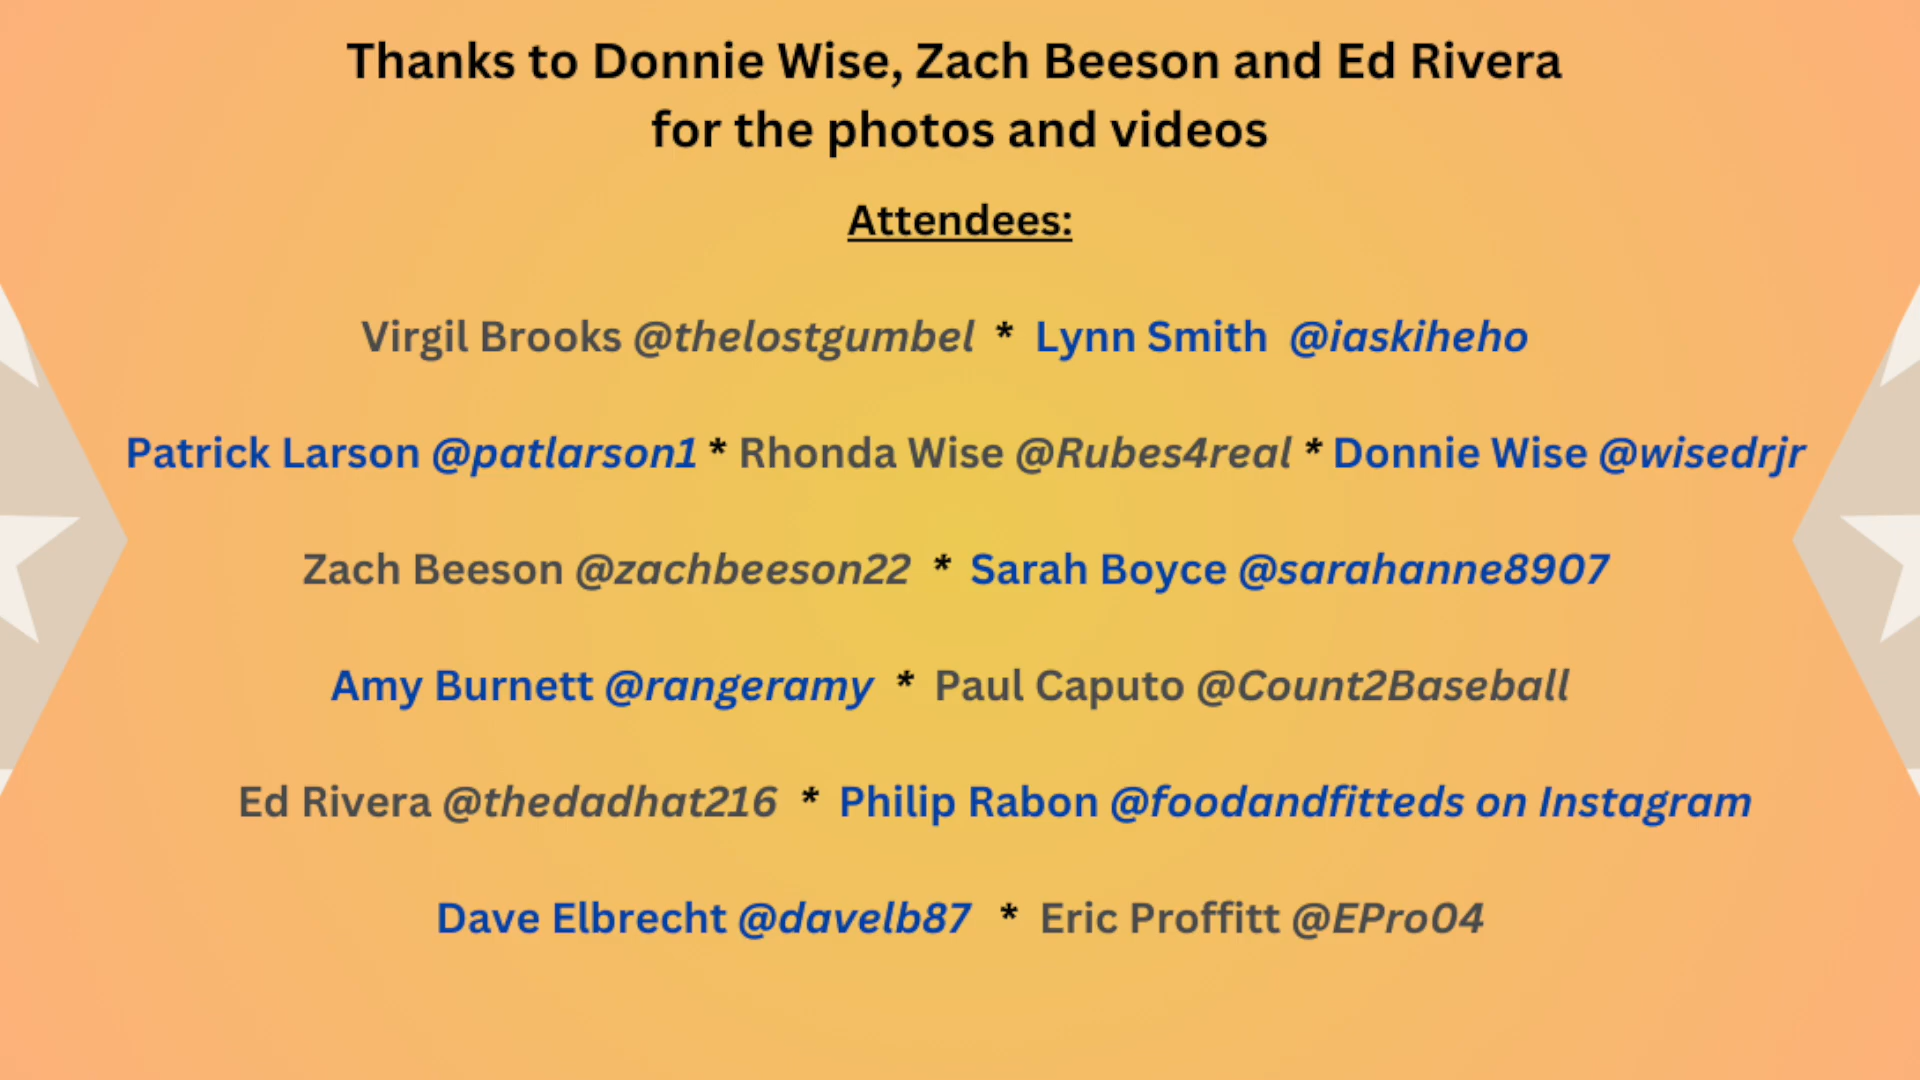 Thanks to Donnie Wise, Zach Beeson and Ed Rivera
for the photos and videos
Attendees:
Virgil Brooks @thelostgumbel * Lynn Smith @iaskiheho
Patrick Larson @patlarson1 * Rhonda Wise @Rubes4real * Donnie Wise @wisedrjr
Zach Beeson @zachbeeson22 * Sarah Boyce @sarahanne8907
Amy Burnett @rangeramy * Paul Caputo @Count2Baseball
Ed Rivera @thedadhat216 * Philip Rabon @foodandfitteds on Instagram
Dave Elbrecht @davelb87 * Eric Proffitt @EPro04